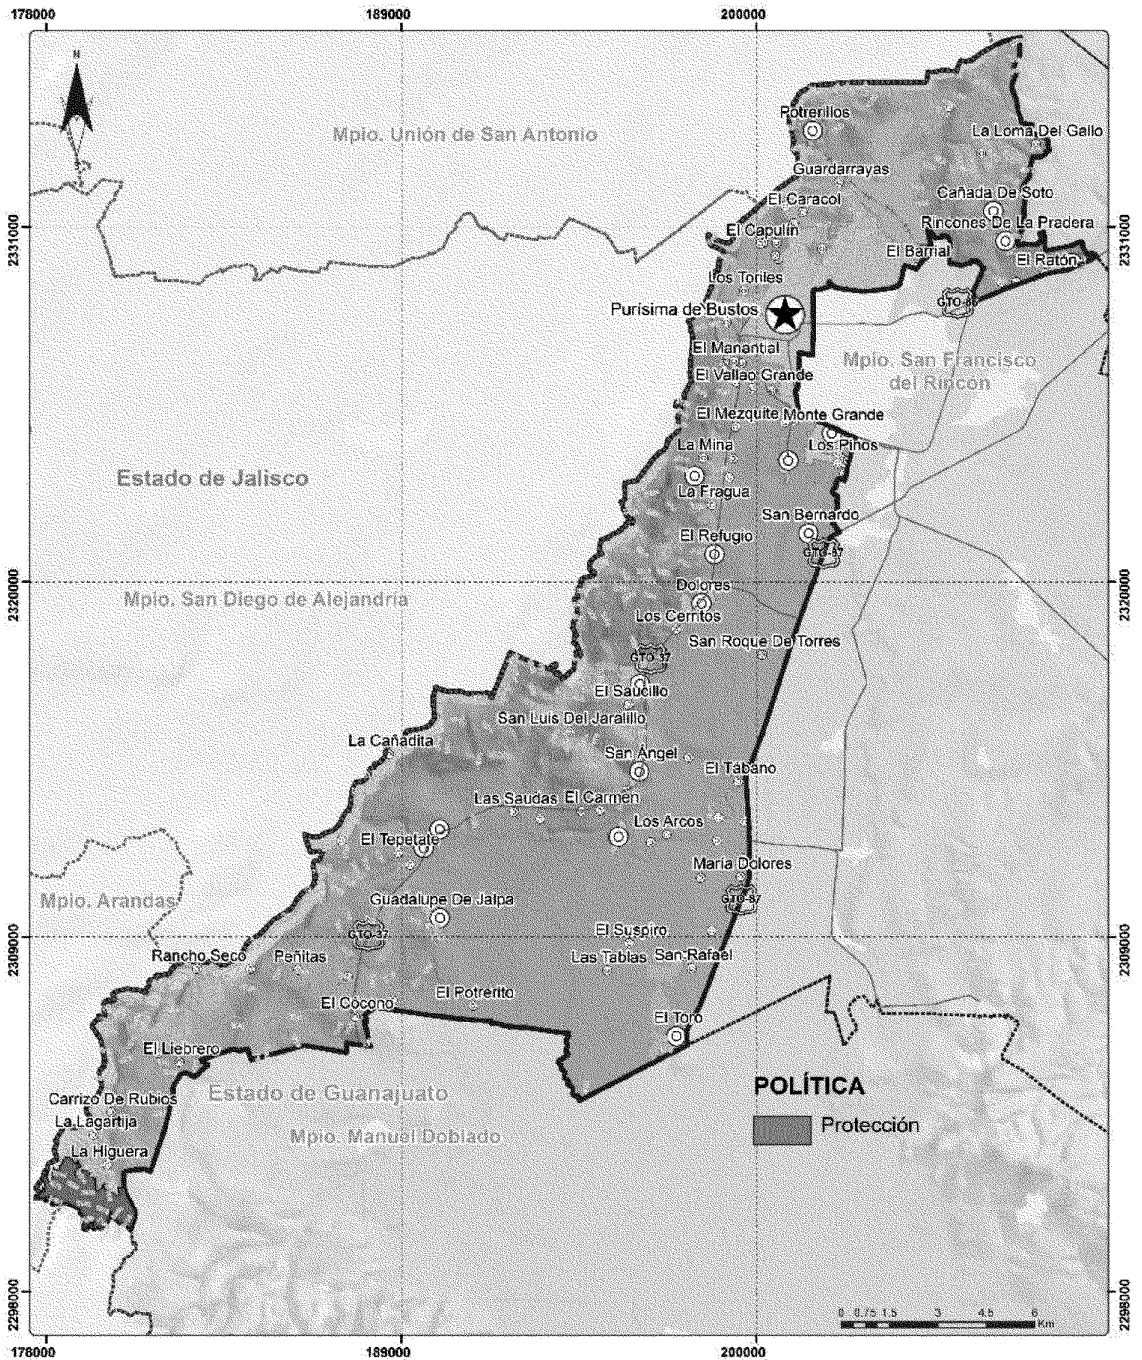 178000
189000
200000
N
Mpio. Unión de San Antonio
Potrerillos
La Loma Del Gallo
Guardarrayas
Cañada De Soto
El Caracol
2331000
Rincones De La Pradera
2331000
El Capulín
El Barrial
El Ratón
Los Toriles
Purísima de Bustos
El Manantial
Mpio. San Francisco
del Rincón
El Vallao Grande
El Mezquite
Monte Grande
La Mina
Los Pinos
Estado de Jalisco
La Fragua
San Bernardo
El Refugio
GTO-87
2320000
Dolores
2320000
Mpio. San Diego de Alejandría
Los Cerritos
San Roque De Torres
GTO-37
El Saucillo
San Luis Del Jaralillo
La Cañadita
San Ángel
El Tábano
Las Saudas
El Carmen
Los Arcos
El Tepetate
María Dolores
Mpio. Arandas
Guadalupe De Jalpa
GTO-87
El Suspiro
GTO-37
2309000
2309000
Rancho Seco
Peñitas
Las Tablas
San Rafael
El Cócono
El Potrerito
El Toro
El Liebrero
POLÍTICA
Estado de Guanajuato
Carrizo De Rubios
La Lagartija
Protección
Mpio. Manuel Doblado
La Higuera
2298000
2298000
0 0.75 1.5 3 4.5 6
Km
178000
189000
200000